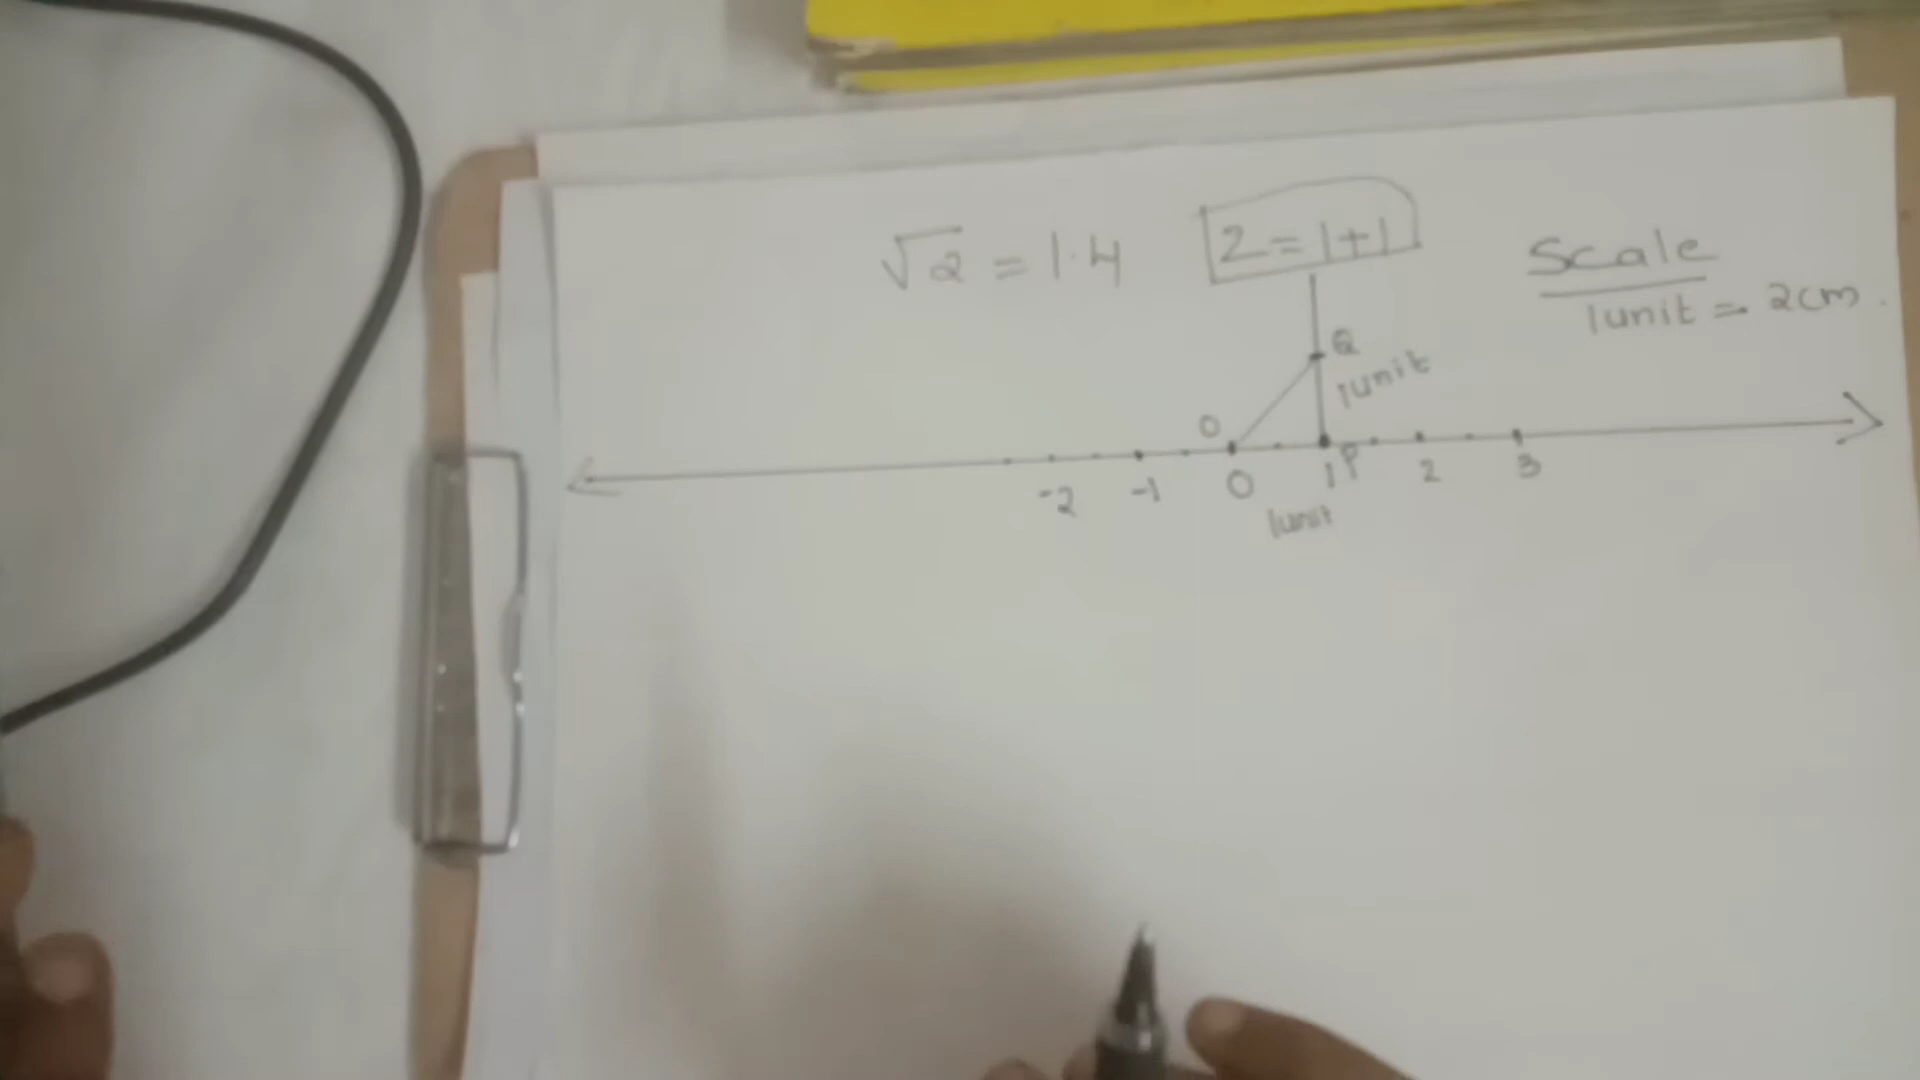 √2 = 1.4
2 = 1+1
Scale
1unit = 2cm.
Q
1unit
O
P
-2 -1 0 1 2 3
1unit